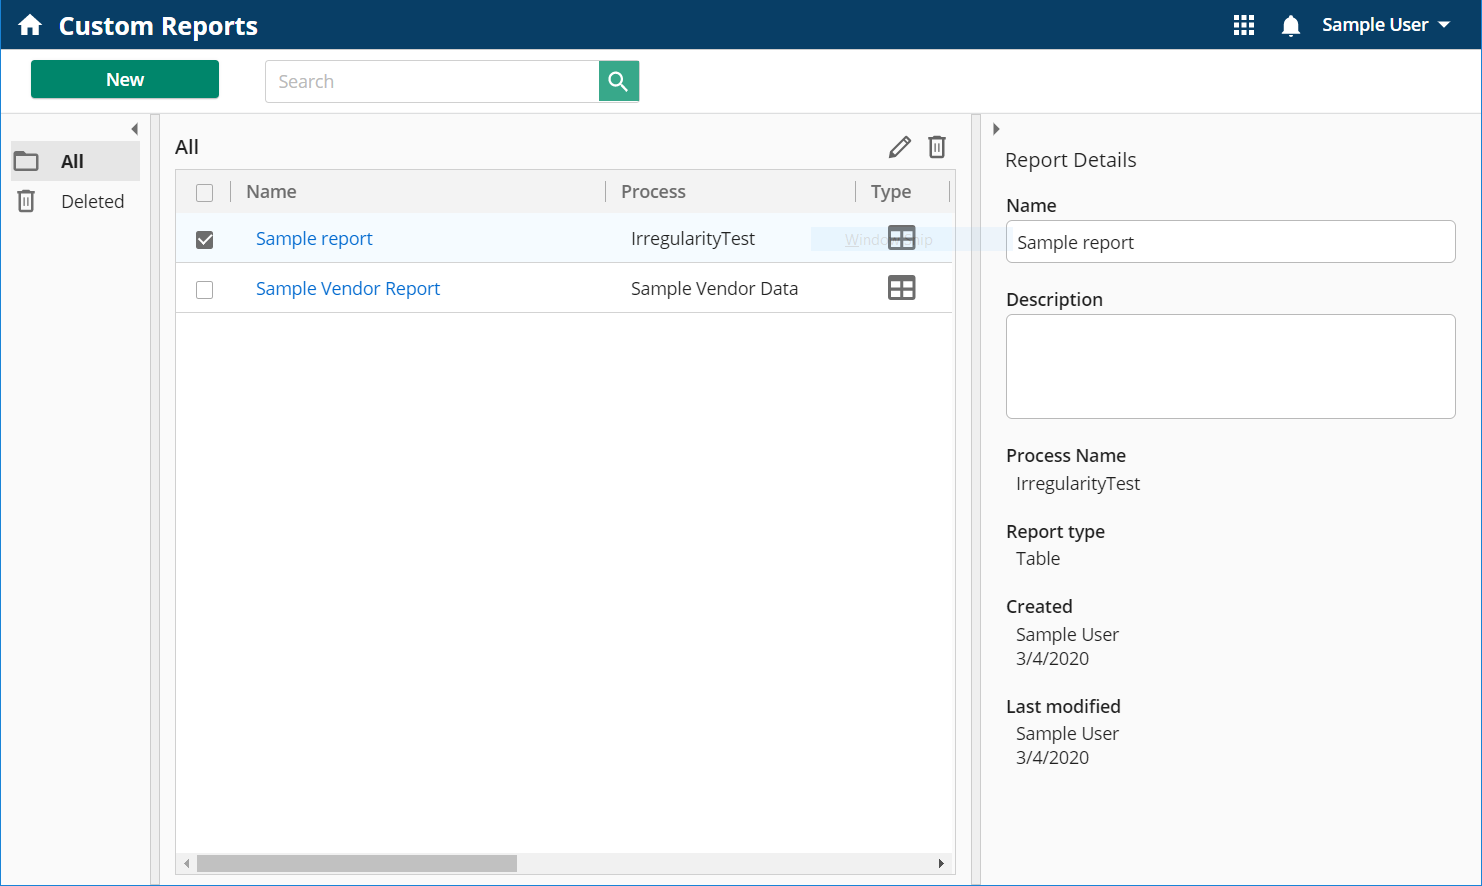 Custom Reports
Sample User
New
Search
All
Deleted
All
Name Process Type
Sample report IrregularityTest
Sample Vendor Report Sample Vendor Data
Report Details
Name
Sample report
Description
Process Name
IrregularityTest
Report type
Table
Created
Sample User
3/4/2020
Last modified
Sample User
3/4/2020